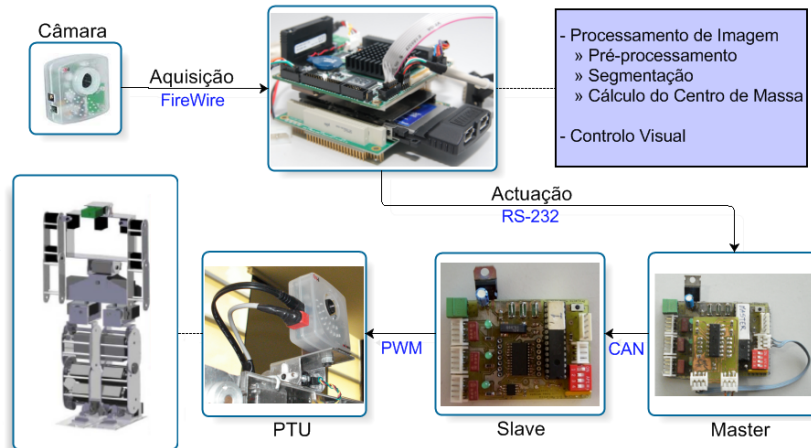 Câmara
Aquisição
FireWire
- Processamento de Imagem
» Pré-processamento
» Segmentação
» Cálculo do Centro de Massa
- Controlo Visual
Actuação
RS-232
PWM
CAN
PTU
Slave
Master